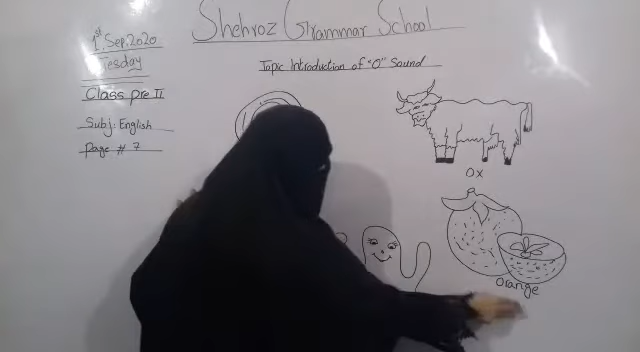 Shehroz Grammar School
1st. Sep. 2020
Tuesday
Topic Introduction of "O" Sound
Class pre II
Subj: English
Page # 7
OX
Orange